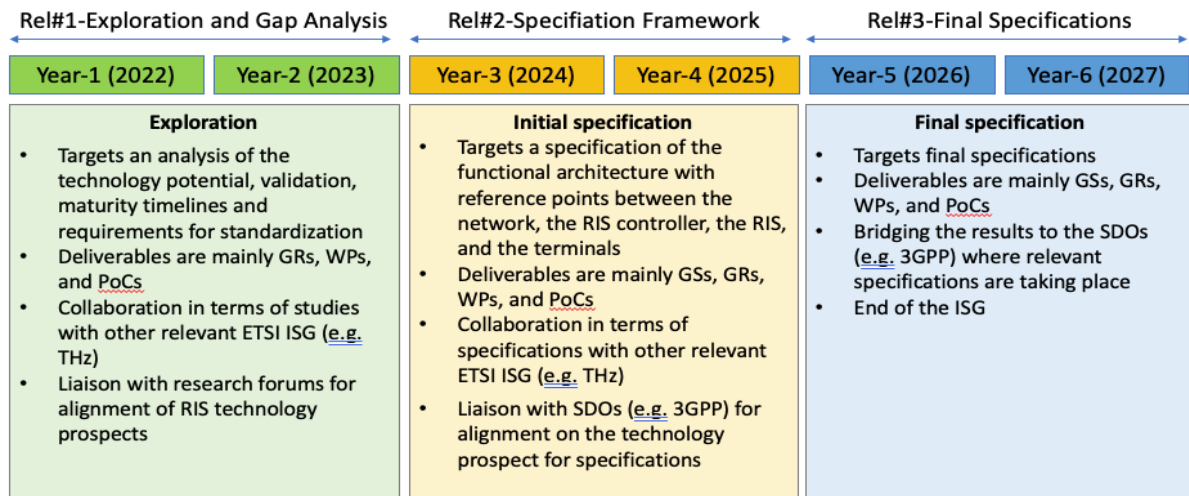 Rel#1-Exploration and Gap Analysis
Rel#2-Specifiation Framework
Rel#3-Final Specifications
Year-1 (2022)
Year-2 (2023)
Year-3 (2024)
Year-4 (2025)
Year-5 (2026)
Year-6 (2027)
Exploration
• Targets an analysis of the
technology potential, validation,
maturity timelines and
requirements for standardization
• Deliverables are mainly GRs, WPs,
and PoCs
• Collaboration in terms of studies
with other relevant ETSI ISG (e.g.
THz)
• Liaison with research forums for
alignment of RIS technology
prospects
Initial specification
• Targets a specification of the
functional architecture with
reference points between the
network, the RIS controller, the RIS,
and the terminals
• Deliverables are mainly GSs, GRs,
WPs, and PoCs
• Collaboration in terms of
specifications with other relevant
ETSI ISG (e.g. THz)
• Liaison with SDOs (e.g. 3GPP) for
alignment on the technology
prospect for specifications
Final specification
• Targets final specifications
• Deliverables are mainly GSs, GRs,
WPs, and PoCs
• Bridging the results to the SDOs
(e.g. 3GPP) where relevant
specifications are taking place
• End of the ISG